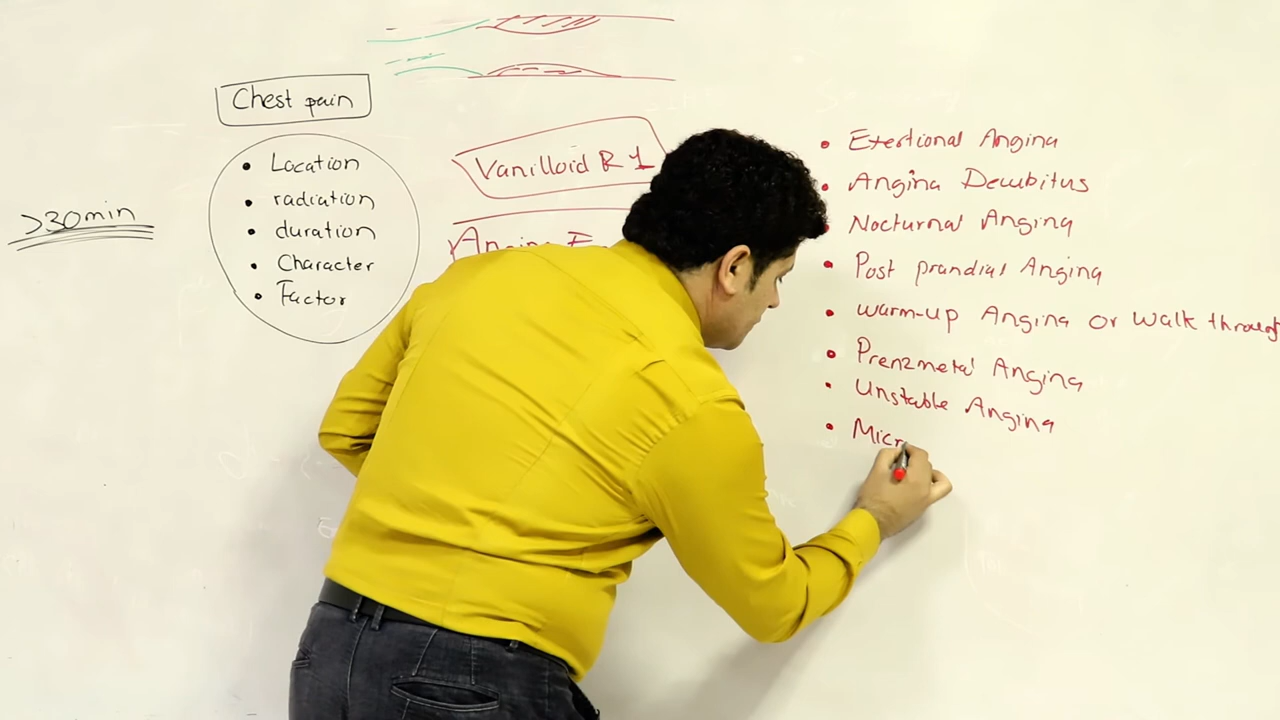 Chest pain
• Location
• radiation
• duration
• Character
• Factor
>30min
Vanilloid R 1
Angina
• Exertional Angina
• Angina Decubitus
• Nocturnal Angina
• Post prandial Angina
• Warm-up Angina or Walk through
• Prenzmetal Angina
• Unstable Angina
• Micr